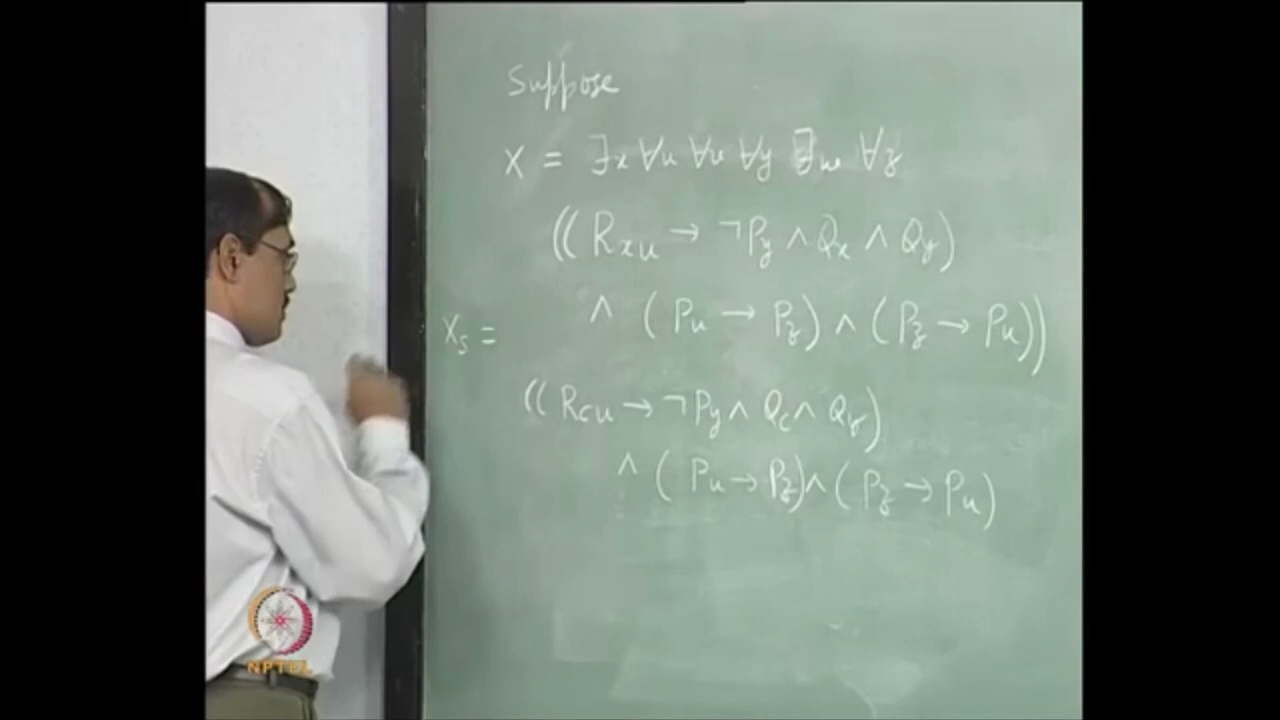 Suppose
X = ∃x ∀u ∀v ∀y ∃w ∀z
((Rxu → ¬Py ∧ Qx ∧ Qy)
∧ (Pu → Pz) ∧ (Pz → Pu))
Xs =
((Rcu → ¬Py ∧ Qc ∧ Qy)
∧ (Pu → Pz) ∧ (Pz → Pu)
NPTEL